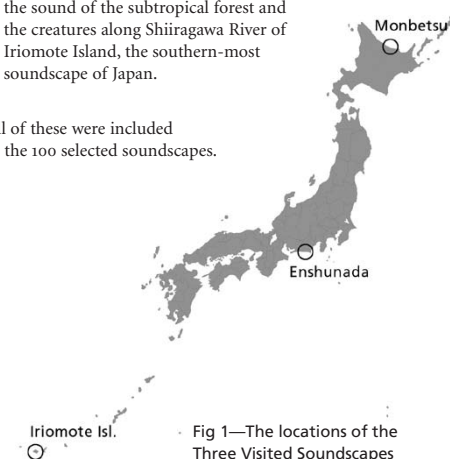 the sound of the subtropical forest and
the creatures along Shiiragawa River of
Iriomote Island, the southern-most
soundscape of Japan.
l of these were included
the 100 selected soundscapes.
Monbetsu
Enshunada
Iriomote Isl.
Fig 1—The locations of the
Three Visited Soundscapes